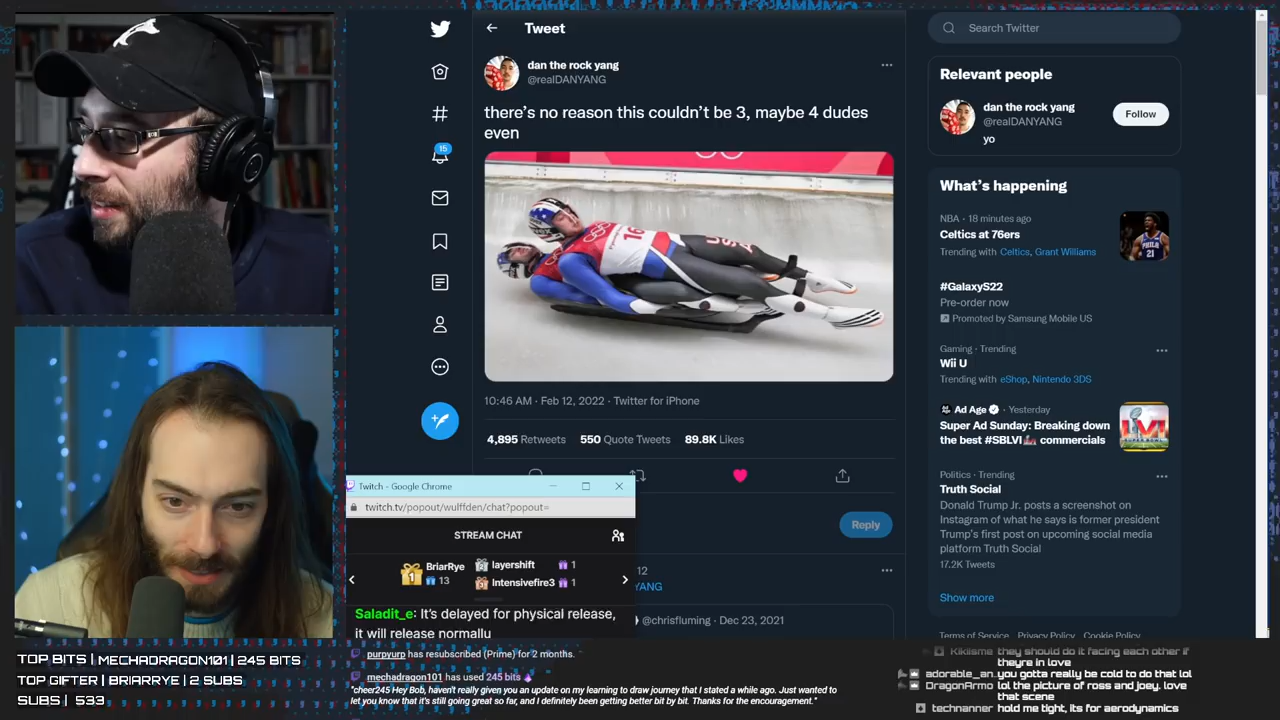 Tweet
dan the rock yang
@realDANYANG
there's no reason this couldn't be 3, maybe 4 dudes
even
16
10:46 AM · Feb 12, 2022 · Twitter for iPhone
4,895 Retweets 550 Quote Tweets 89.8K Likes
Reply
12
YANG
@chrisfluming · Dec 23, 2021
15
Search Twitter
Relevant people
dan the rock yang
@realDANYANG
Follow
yo
What's happening
NBA · 18 minutes ago
Celtics at 76ers
Trending with Celtics, Grant Williams
#GalaxyS22
Pre-order now
Promoted by Samsung Mobile US
Gaming · Trending
Wii U
Trending with eShop, Nintendo 3DS
Ad Age · Yesterday
Super Ad Sunday: Breaking down
the best #SBLVI commercials
Politics · Trending
Truth Social
Donald Trump Jr. posts a screenshot on
Instagram of what he says is former president
Trump's first post on upcoming social media
platform Truth Social
17.2K Tweets
Show more
Terms of Service Privacy Policy Cookie Policy
Twitch - Google Chrome
twitch.tv/popout/wulffden/chat?popout=
STREAM CHAT
BriarRye 13
layershift 1
Intensivefire3 1
Saladit_e: It's delayed for physical release,
it will release normally
TOP BITS | MECHADRAGON101 | 245 BITS
TOP GIFTER | BRIARRYE | 2 SUBS
SUBS | 533
purpyurp has resubscribed (Prime) for 2 months.
mechadragon101 has used 245 bits
"cheer245 Hey Bob, haven't really given you an update on my learning to draw journey that I stated a while ago. Just wanted to
let you know that it's still going great so far, and I definitely been getting better bit by bit. Thanks for the encouragement."
Kikiisme they should do it facing each other if
theyre in love
adorable_an.. you gotta really be cold to do that lol
DragonArmo lol the picture of ross and joey. love
that scene
technanner hold me tight, its for aerodynamics